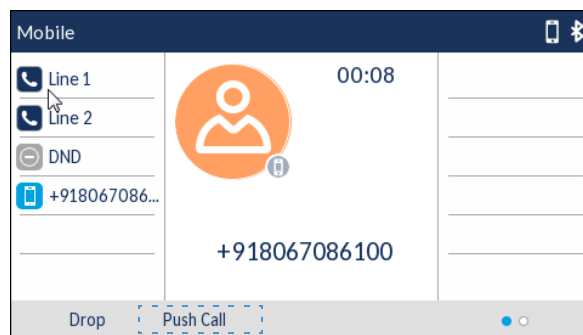 Mobile
Line 1
Line 2
DND
+918067086...
00:08
+918067086100
Drop
Push Call